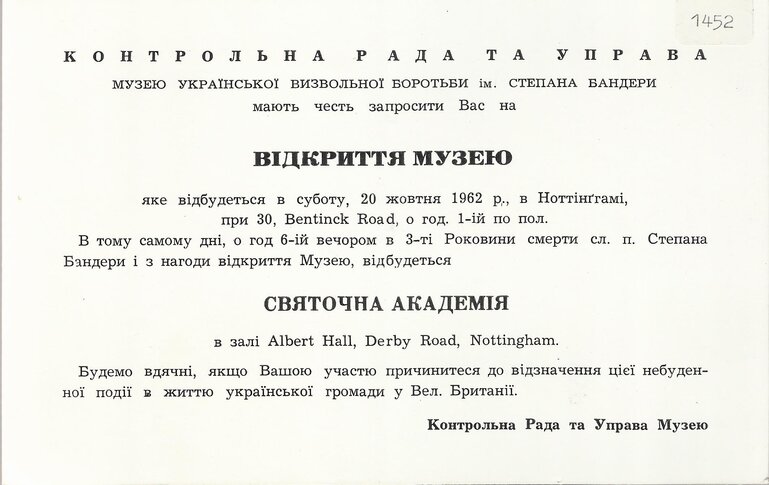 1452
КОНТРОЛЬНА РАДА ТА УПРАВА
МУЗЕЮ УКРАЇНСЬКОЇ ВИЗВОЛЬНОЇ БОРОТЬБИ ім. СТЕПАНА БАНДЕРИ
мають честь запросити Вас на
ВІДКРИТТЯ МУЗЕЮ
яке відбудеться в суботу, 20 жовтня 1962 р., в Ноттінґгамі,
при 30, Bentinck Road, о год. 1-ій по пол.
В тому самому дні, о год 6-ій вечором в 3-ті Роковини смерти сл. п. Степана
Бандери і з нагоди відкриття Музею, відбудеться
СВЯТОЧНА АКАДЕМІЯ
в залі Albert Hall, Derby Road, Nottingham.
Будемо вдячні, якщо Вашою участю причинитеся до відзначення цієї небуден-
ної події в життю української громади у Вел. Британії.
Контрольна Рада та Управа Музею